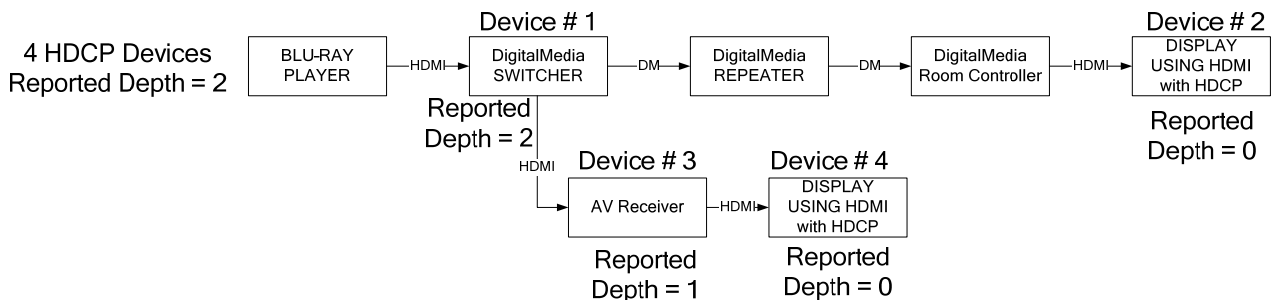 4 HDCP Devices
Reported Depth = 2
BLU-RAY
PLAYER
HDMI
Device # 1
DigitalMedia
SWITCHER
Reported
Depth = 2
DM
DigitalMedia
REPEATER
DM
DigitalMedia
Room Controller
HDMI
Device # 2
DISPLAY
USING HDMI
with HDCP
Reported
Depth = 0
HDMI
Device # 3
AV Receiver
Reported
Depth = 1
HDMI
Device # 4
DISPLAY
USING HDMI
with HDCP
Reported
Depth = 0